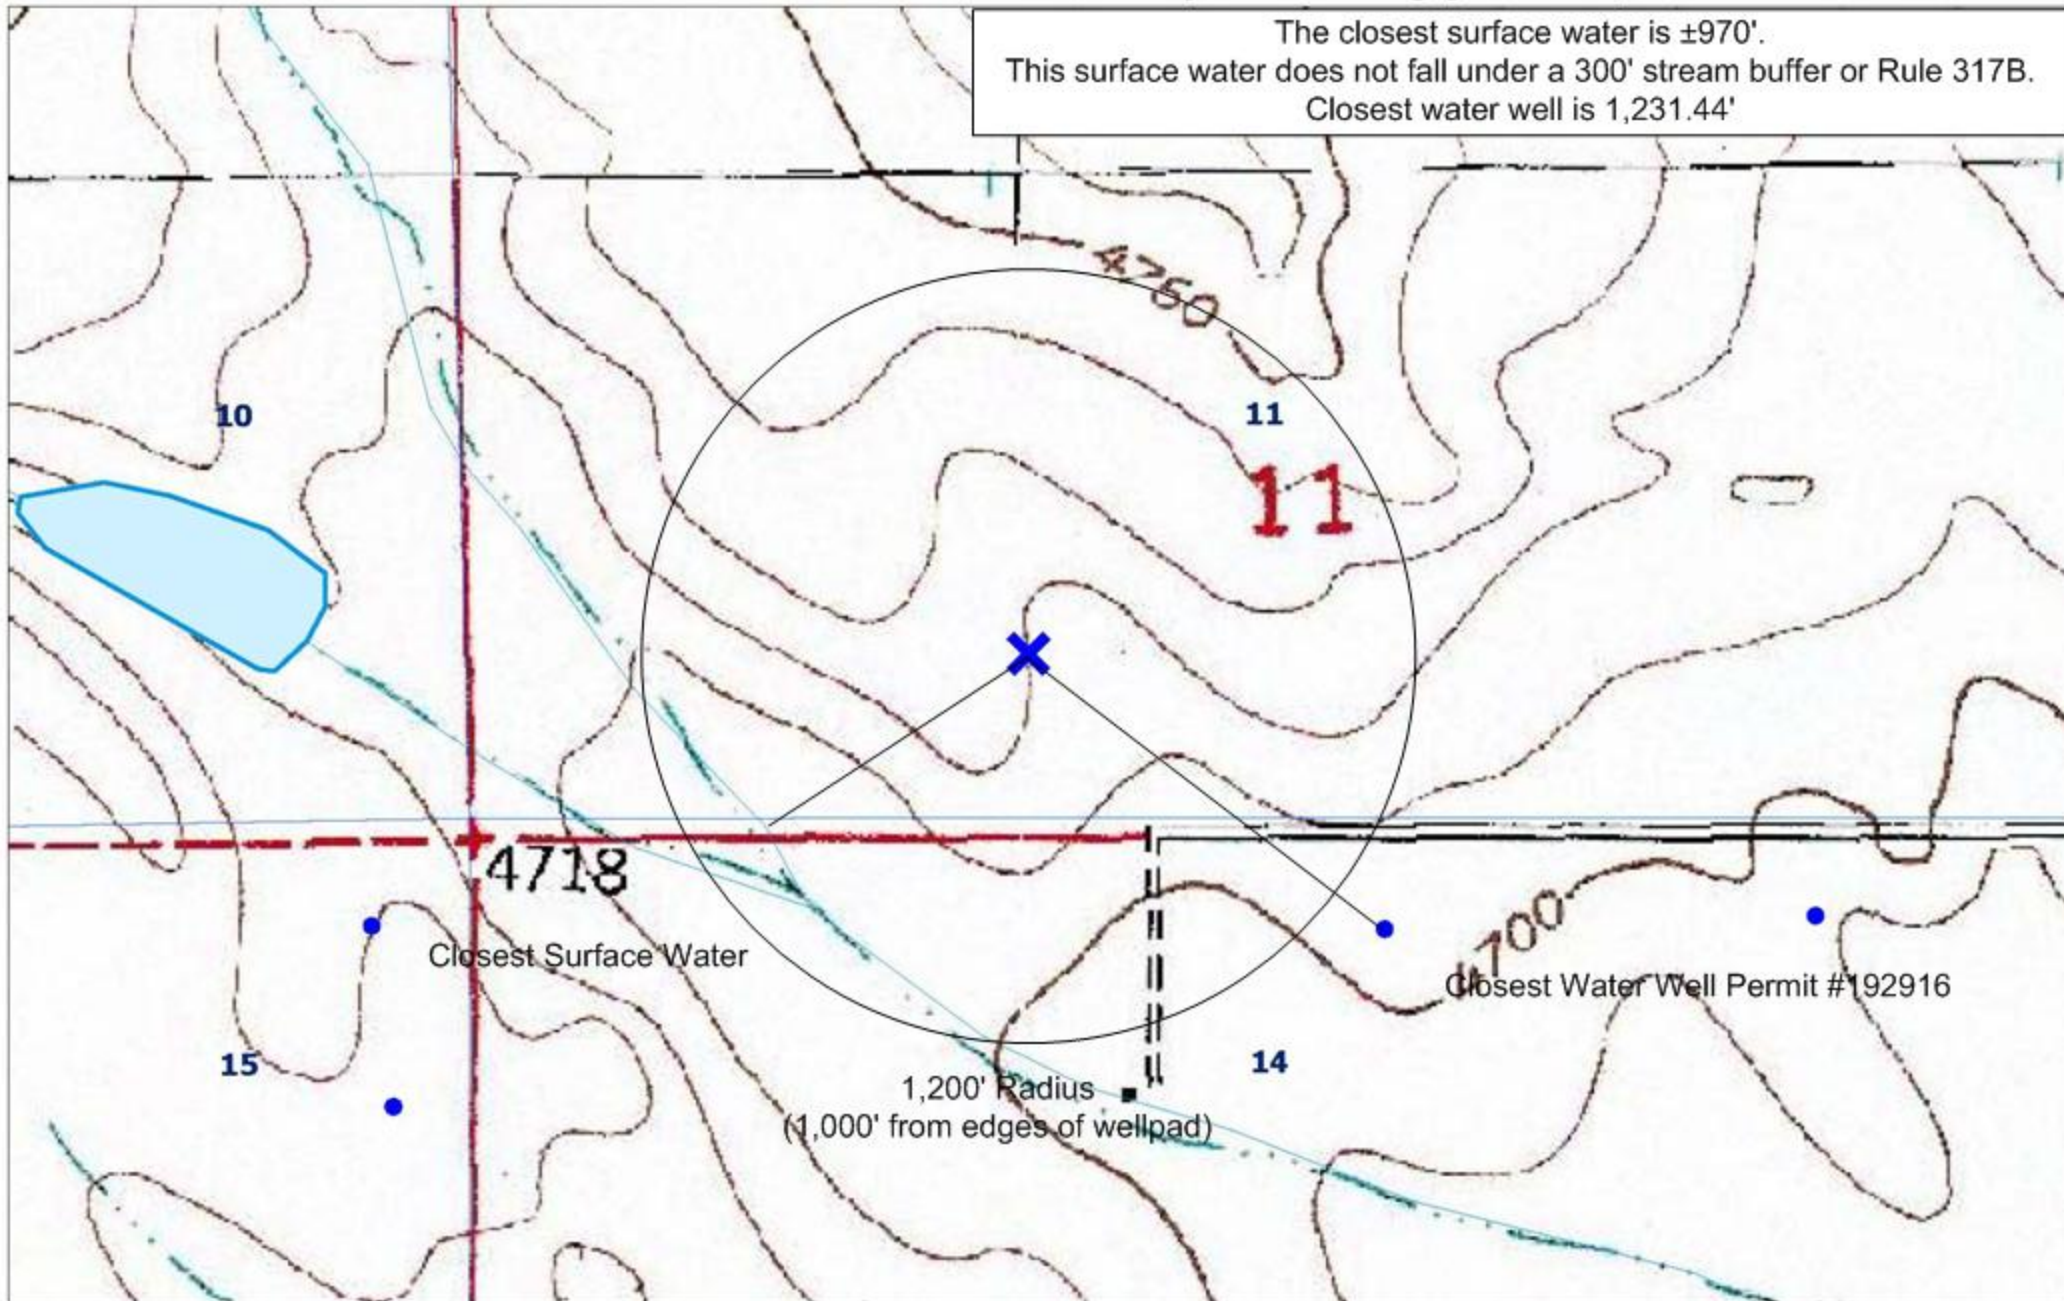 The closest surface water is ±970'.
This surface water does not fall under a 300' stream buffer or Rule 317B.
Closest water well is 1,231.44'
4750
10
11
11
4718
Closest Surface Water
4700
Closest Water Well Permit #192916
15
14
1,200' Radius
(1,000' from edges of wellpad)